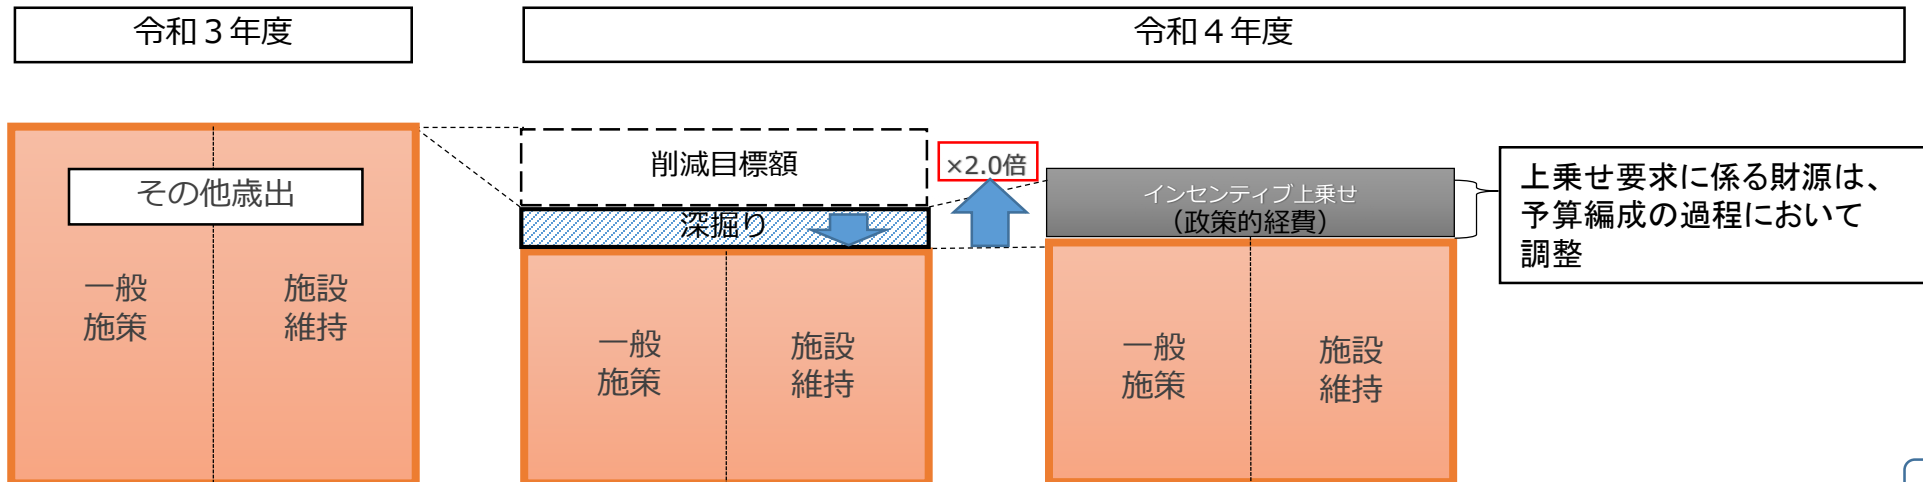 令和３年度
令和４年度
その他歳出
一般
施策
施設
維持
削減目標額
深掘り
×2.0倍
一般
施策
施設
維持
インセンティブ上乗せ
（政策的経費）
一般
施策
施設
維持
上乗せ要求に係る財源は、
予算編成の過程において
調整